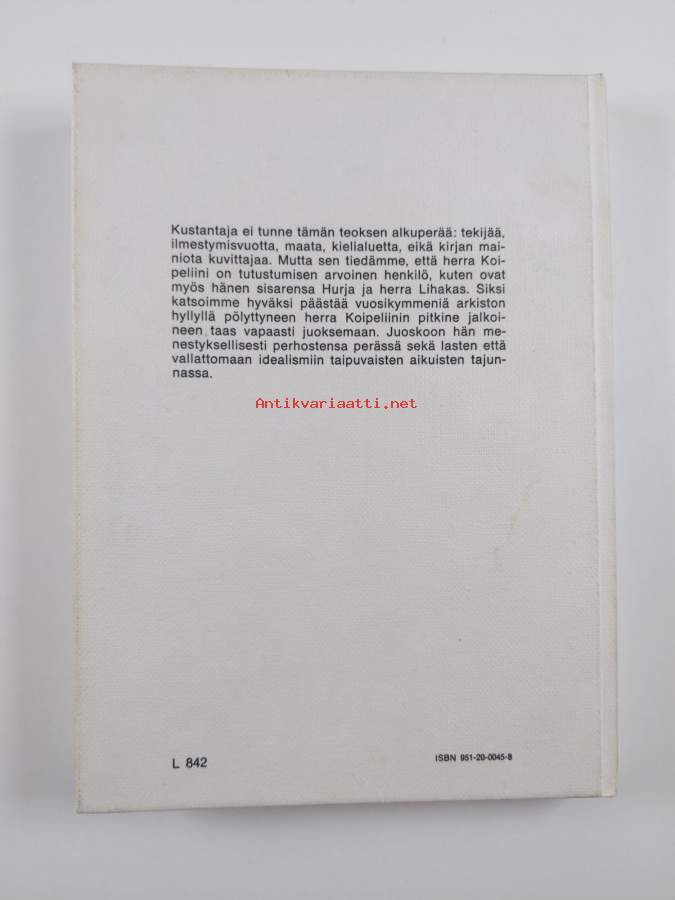 Kustantaja ei tunne tämän teoksen alkuperää: tekijää,
ilmestymisvuotta, maata, kielialuetta, eikä kirjan mai-
niota kuvittajaa. Mutta sen tiedämme, että herra Koi-
peliini on tutustumisen arvoinen henkilö, kuten ovat
myös hänen sisarensa Hurja ja herra Lihakas. Siksi
katsoimme hyväksi päästää vuosikymmeniä arkiston
hyllyllä pölyttyneen herra Koipeliinin pitkine jalkoi-
neen taas vapaasti juoksemaan. Juoskoon hän me-
nestyksellisesti perhostensa perässä sekä lasten että
vallattomaan idealismiin taipuvaisten aikuisten tajun-
nassa.
Antikvariaatti.net
L 842
ISBN 951-20-0045-8